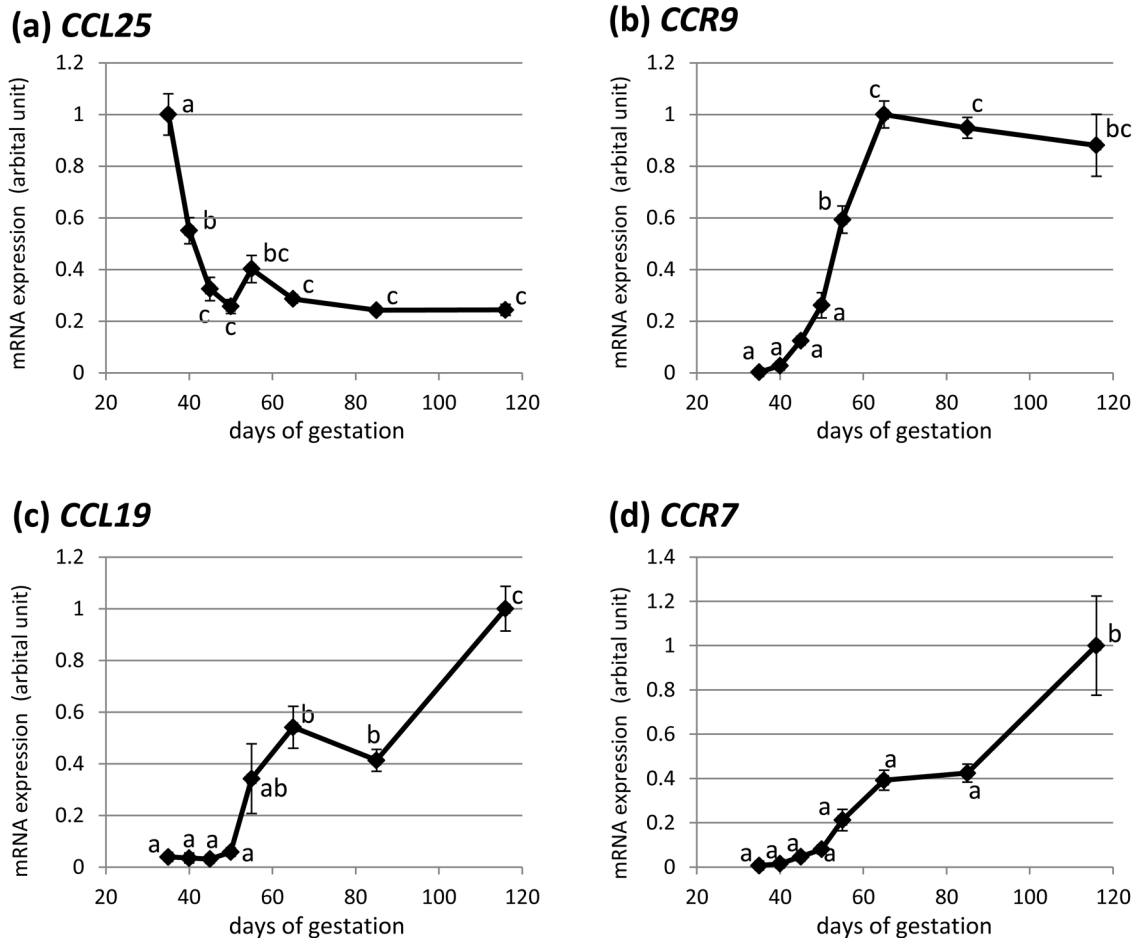 (a) CCL25
mRNA expression (arbital unit)
1.2
1
0.8
0.6
0.4
0.2
0
a
b
c
c
bc
c
c
c
20 40 60 80 100 120
days of gestation
(b) CCR9
mRNA expression (arbital unit)
1.2
1
0.8
0.6
0.4
0.2
0
a
a
a
a
b
c
c
bc
20 40 60 80 100 120
days of gestation
(c) CCL19
mRNA expression (arbital unit)
1.2
1
0.8
0.6
0.4
0.2
0
a
a
a
a
ab
b
b
c
20 40 60 80 100 120
days of gestation
(d) CCR7
mRNA expression (arbital unit)
1.4
1.2
1
0.8
0.6
0.4
0.2
0
a
a
a
a
a
a
a
b
20 40 60 80 100 120
days of gestation